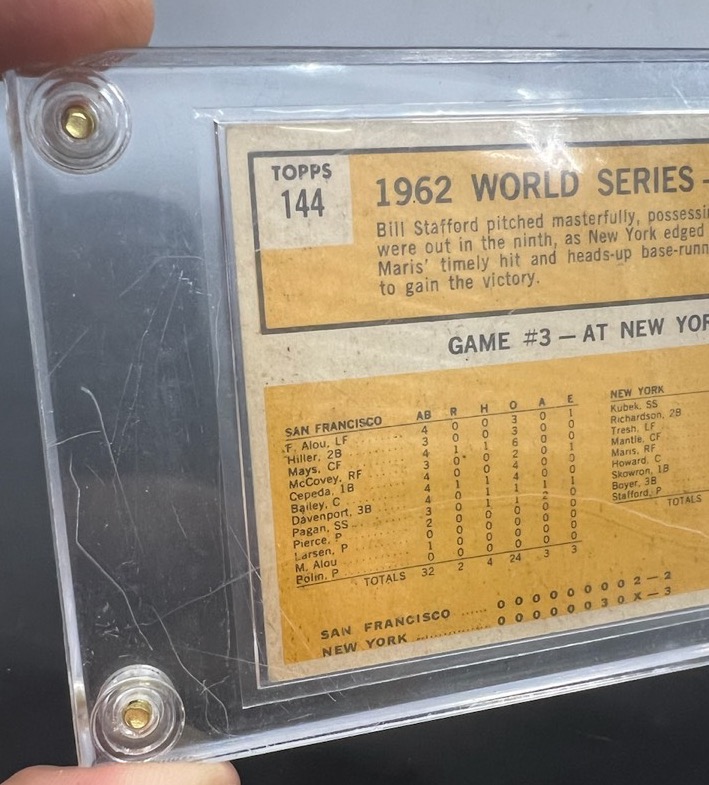 TOPPS
144
1962 WORLD SERIES –
Bill Stafford pitched masterfully, possessi
were out in the ninth, as New York edged
Maris' timely hit and heads-up base-runn
to gain the victory.
GAME #3 — AT NEW YOR
SAN FRANCISCO AB R H O A E
F. Alou, LF 4 0 0 3 0 1
Hiller, 2B 3 0 0 3 0 0
Mays, CF 4 1 1 6 0 0
McCovey, RF 3 0 0 2 0 1
Cepeda, 1B 4 0 0 4 0 0
Bailey, C 4 1 1 4 0 0
Davenport, 3B 4 0 1 1 1 1
Pagan, SS 3 0 1 1 2 0
Pierce, P 2 0 0 0 0 0
Larsen, P 0 0 0 0 0 0
M. Alou 1 0 0 0 0 0
Bolin, P 0 0 0 0 0 0
TOTALS 32 2 4 24 3 3
NEW YORK
Kubek, SS
Richardson, 2B
Tresh, LF
Mantle, CF
Maris, RF
Howard, C
Skowron, 1B
Boyer, 3B
Stafford, P
TOTALS
SAN FRANCISCO ...... 0 0 0 0 0 0 0 0 2 — 2
NEW YORK ............... 0 0 0 0 0 0 3 0 X — 3